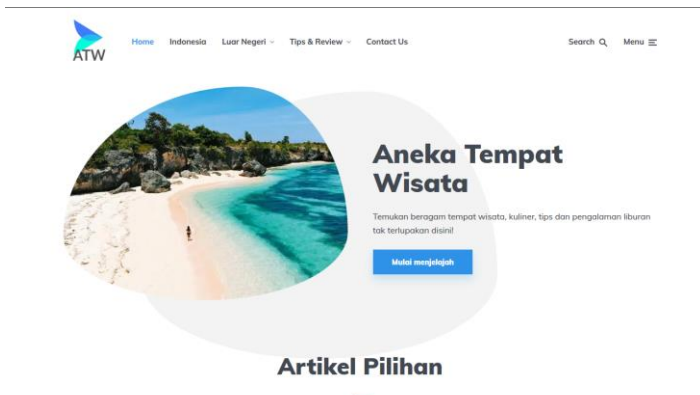 ATW
Home Indonesia Luar Negeri Tips & Review Contact Us Search Menu
Aneka Tempat
Wisata
Temukan beragam tempat wisata, kuliner, tips dan pengalaman liburan
tak terlupakan disini!
Mulai menjelajah
Artikel Pilihan